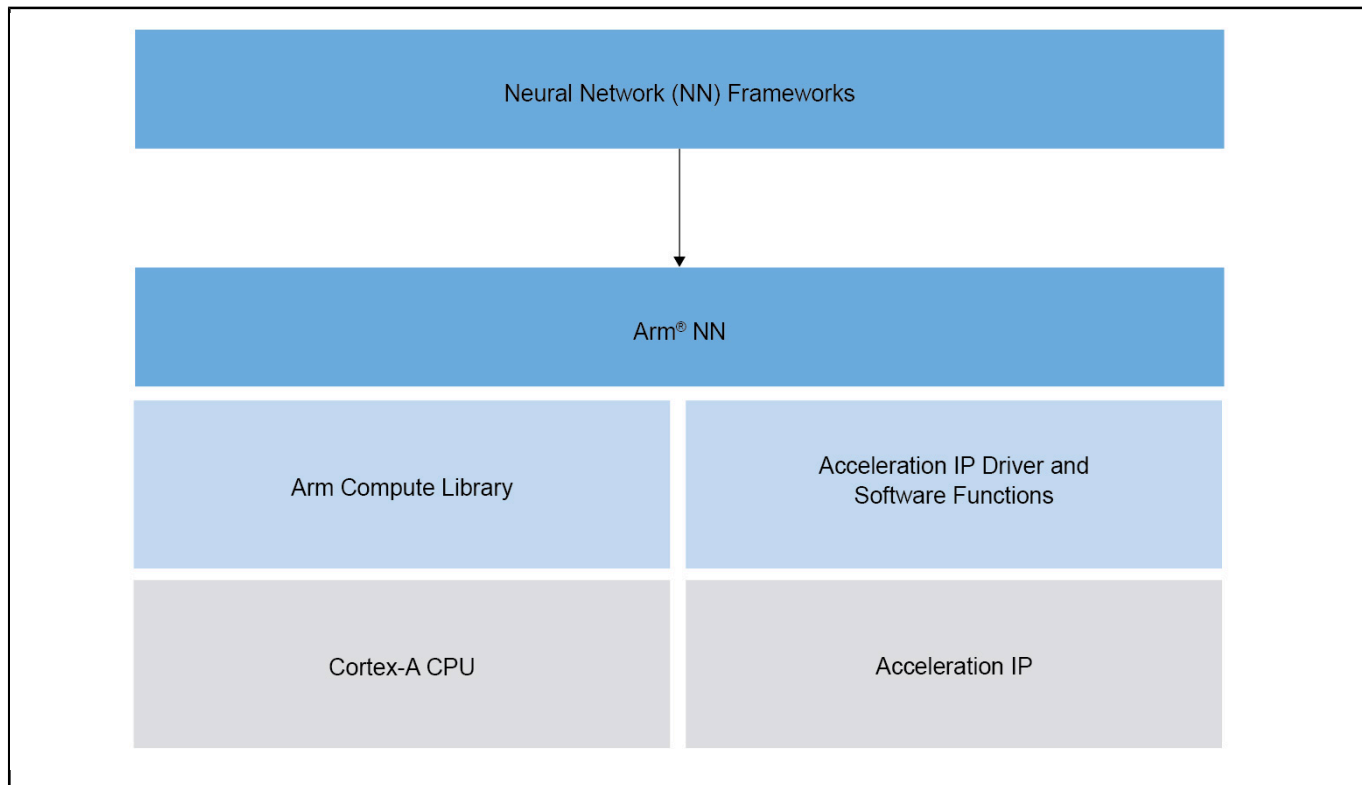 Neural Network (NN) Frameworks
Arm® NN
Arm Compute Library
Acceleration IP Driver and
Software Functions
Cortex-A CPU
Acceleration IP